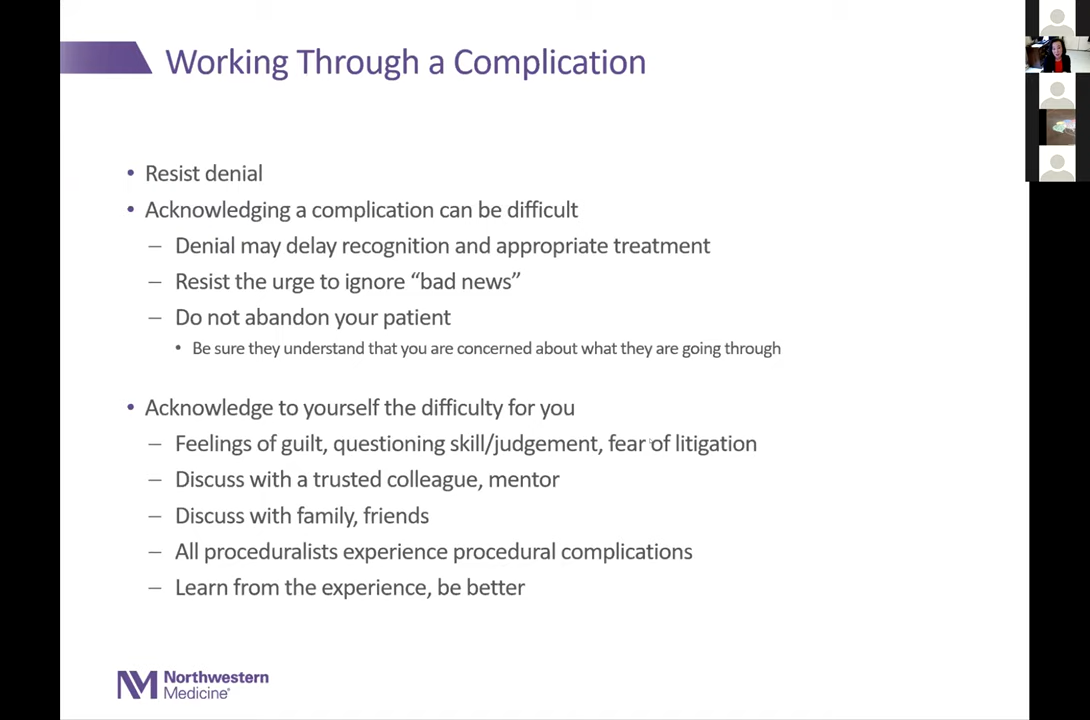 Working Through a Complication
• Resist denial
• Acknowledging a complication can be difficult
– Denial may delay recognition and appropriate treatment
– Resist the urge to ignore “bad news”
– Do not abandon your patient
• Be sure they understand that you are concerned about what they are going through
• Acknowledge to yourself the difficulty for you
– Feelings of guilt, questioning skill/judgement, fear of litigation
– Discuss with a trusted colleague, mentor
– Discuss with family, friends
– All proceduralists experience procedural complications
– Learn from the experience, be better
NM Northwestern
Medicine®